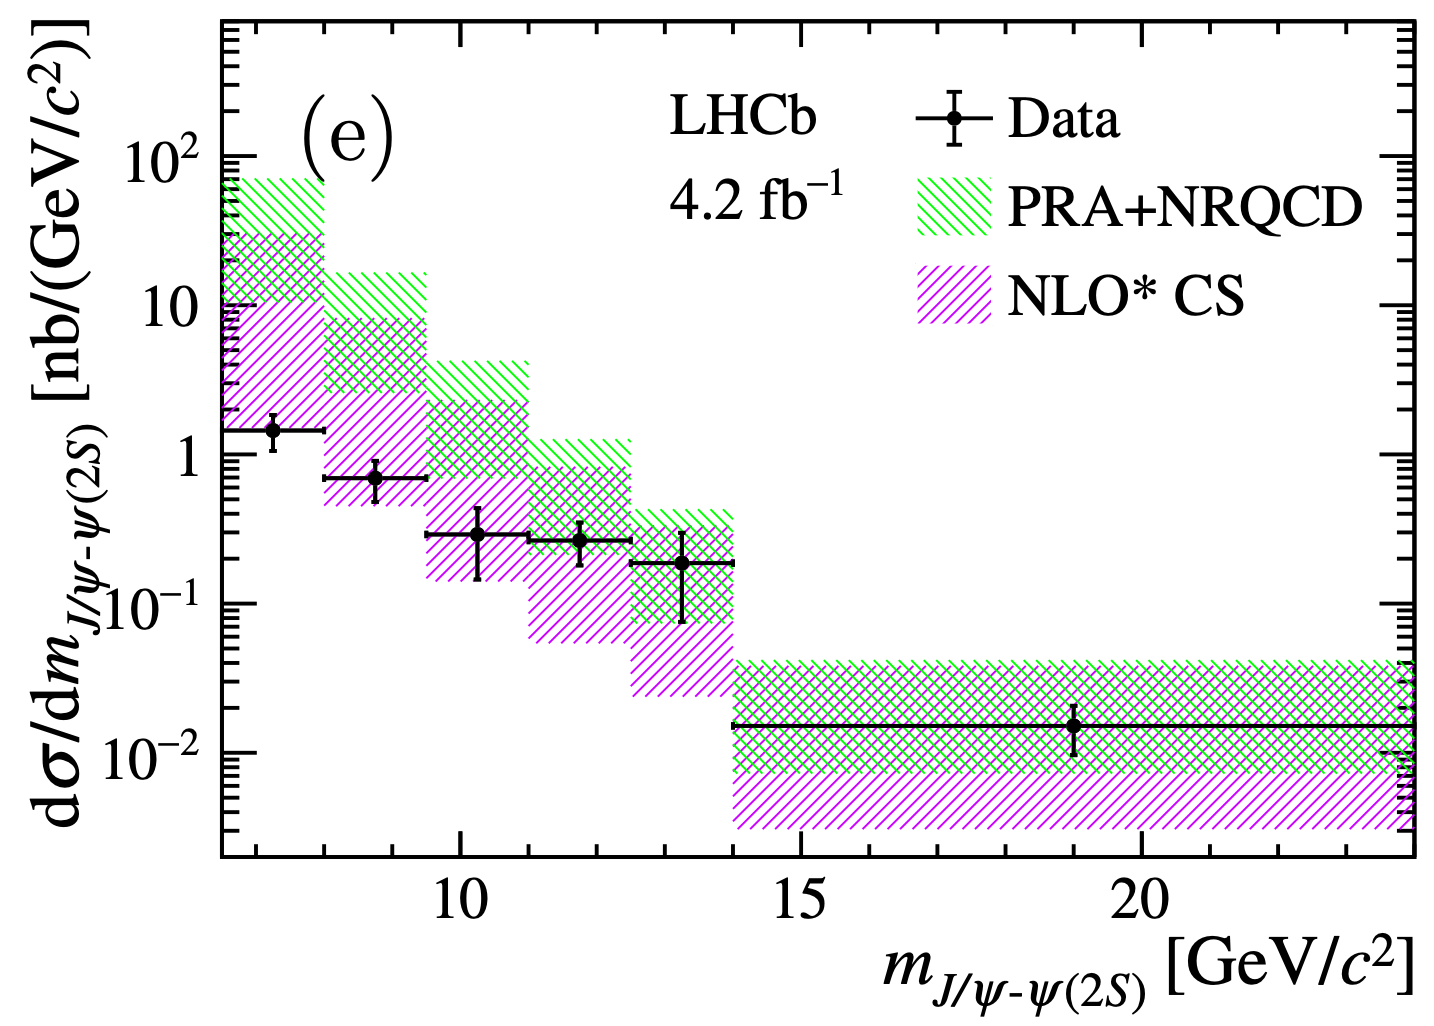 dσ/dm_{J/ψ-ψ(2S)} [nb/(GeV/c²)]
(e)
LHCb
4.2 fb⁻¹
Data
PRA+NRQCD
NLO* CS
10²
10
1
10⁻¹
10⁻²
10 15 20
m_{J/ψ-ψ(2S)} [GeV/c²]